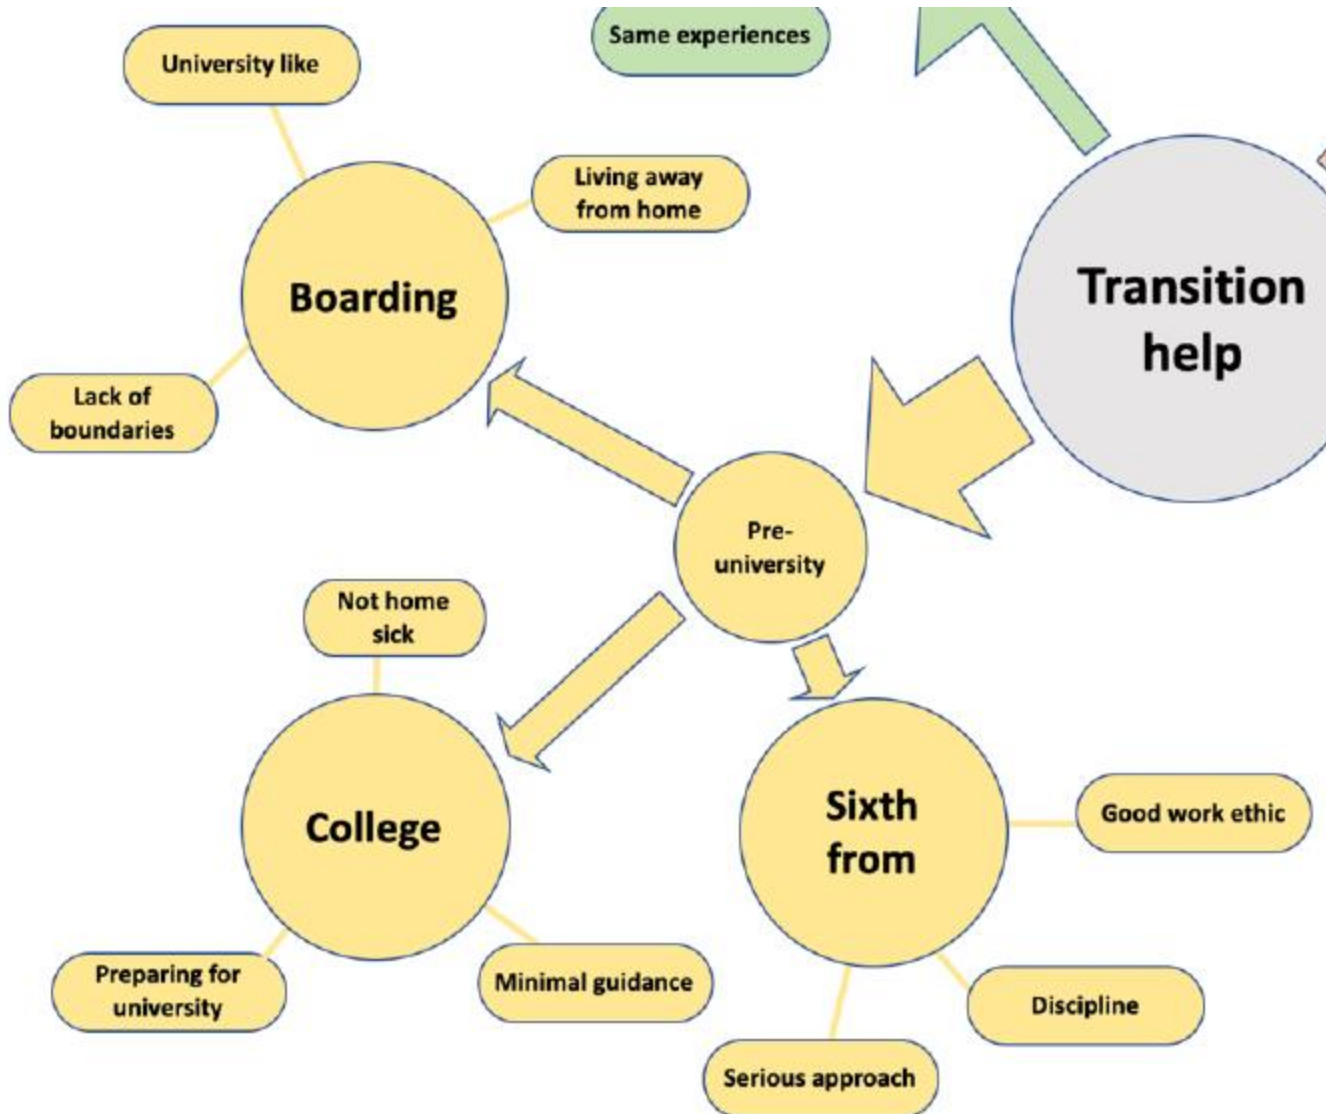 Same experiences
University like
Living away
from home
Boarding
Transition
help
Lack of
boundaries
Pre-
university
Not home
sick
College
Sixth
from
Good work ethic
Preparing for
university
Minimal guidance
Discipline
Serious approach